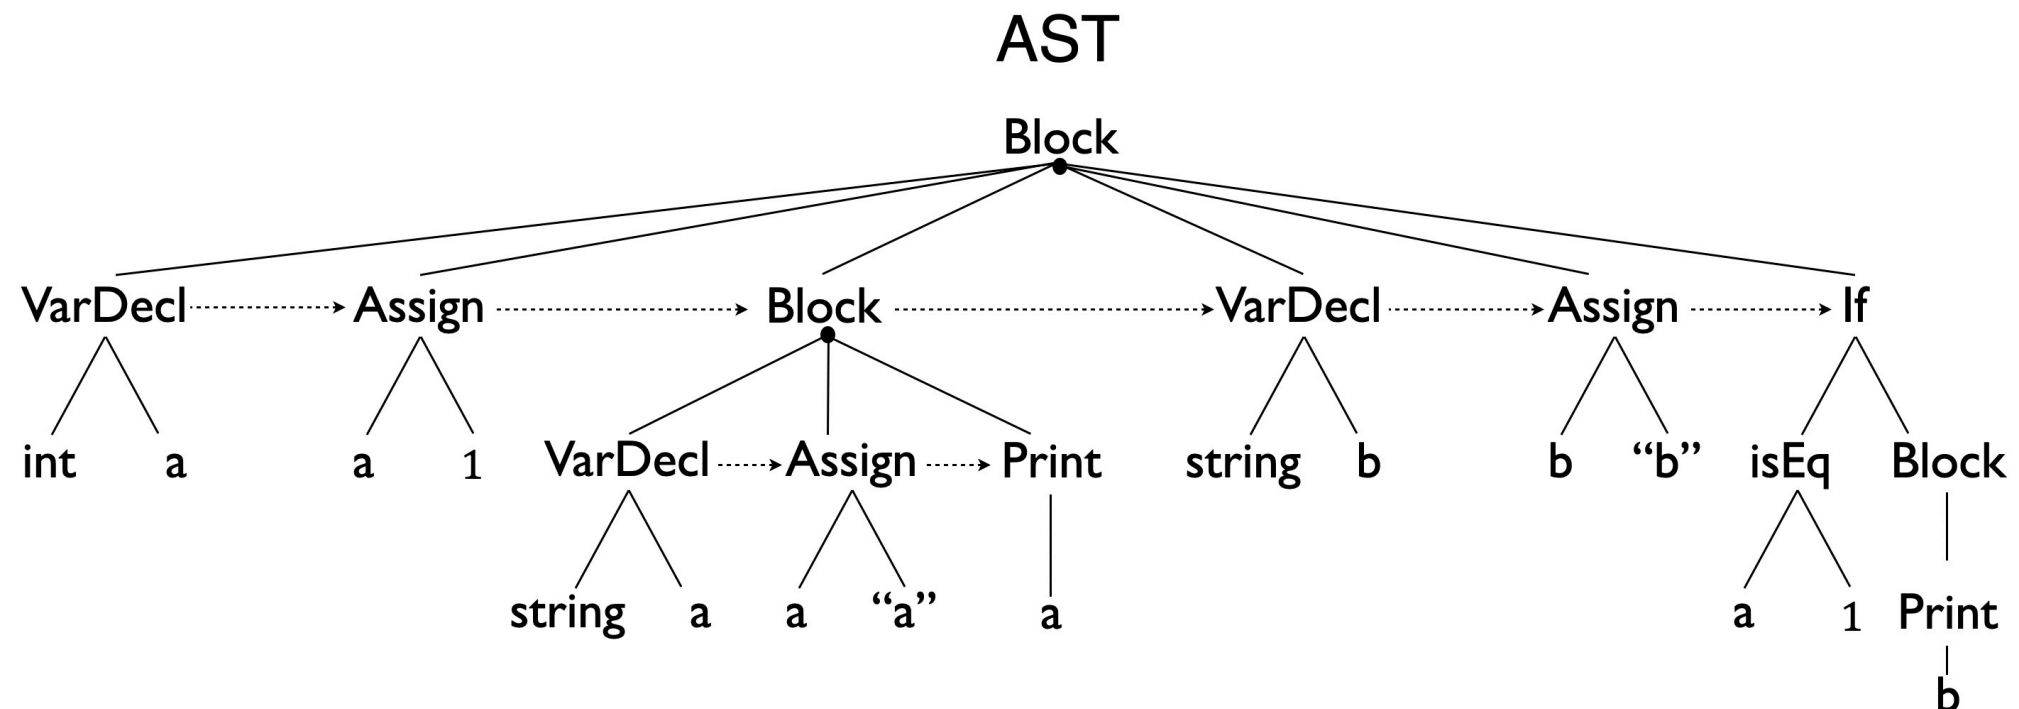 AST
Block
VarDecl Assign Block VarDecl Assign If
int a a 1 VarDecl Assign Print string b b “b” isEq Block
string a a “a” a a 1 Print
b